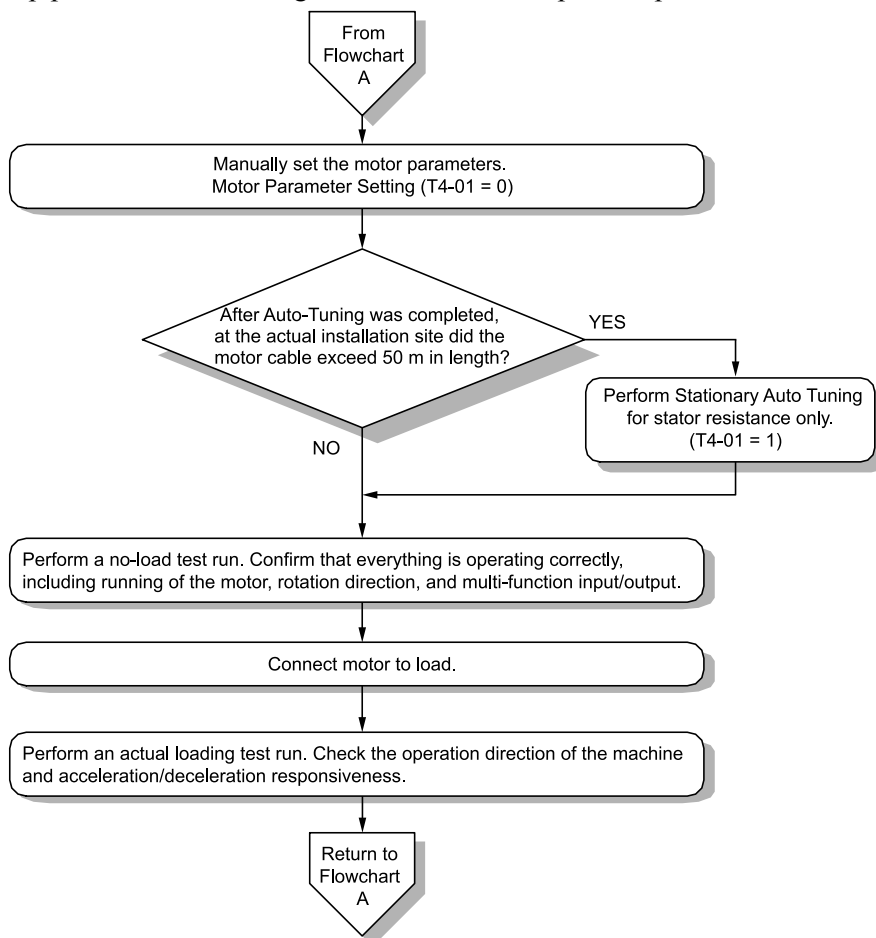 From
Flowchart
A
Manually set the motor parameters.
Motor Parameter Setting (T4-01 = 0)
After Auto-Tuning was completed,
at the actual installation site did the
motor cable exceed 50 m in length?
YES
Perform Stationary Auto Tuning
for stator resistance only.
(T4-01 = 1)
NO
Perform a no-load test run. Confirm that everything is operating correctly,
including running of the motor, rotation direction, and multi-function input/output.
Connect motor to load.
Perform an actual loading test run. Check the operation direction of the machine
and acceleration/deceleration responsiveness.
Return to
Flowchart
A